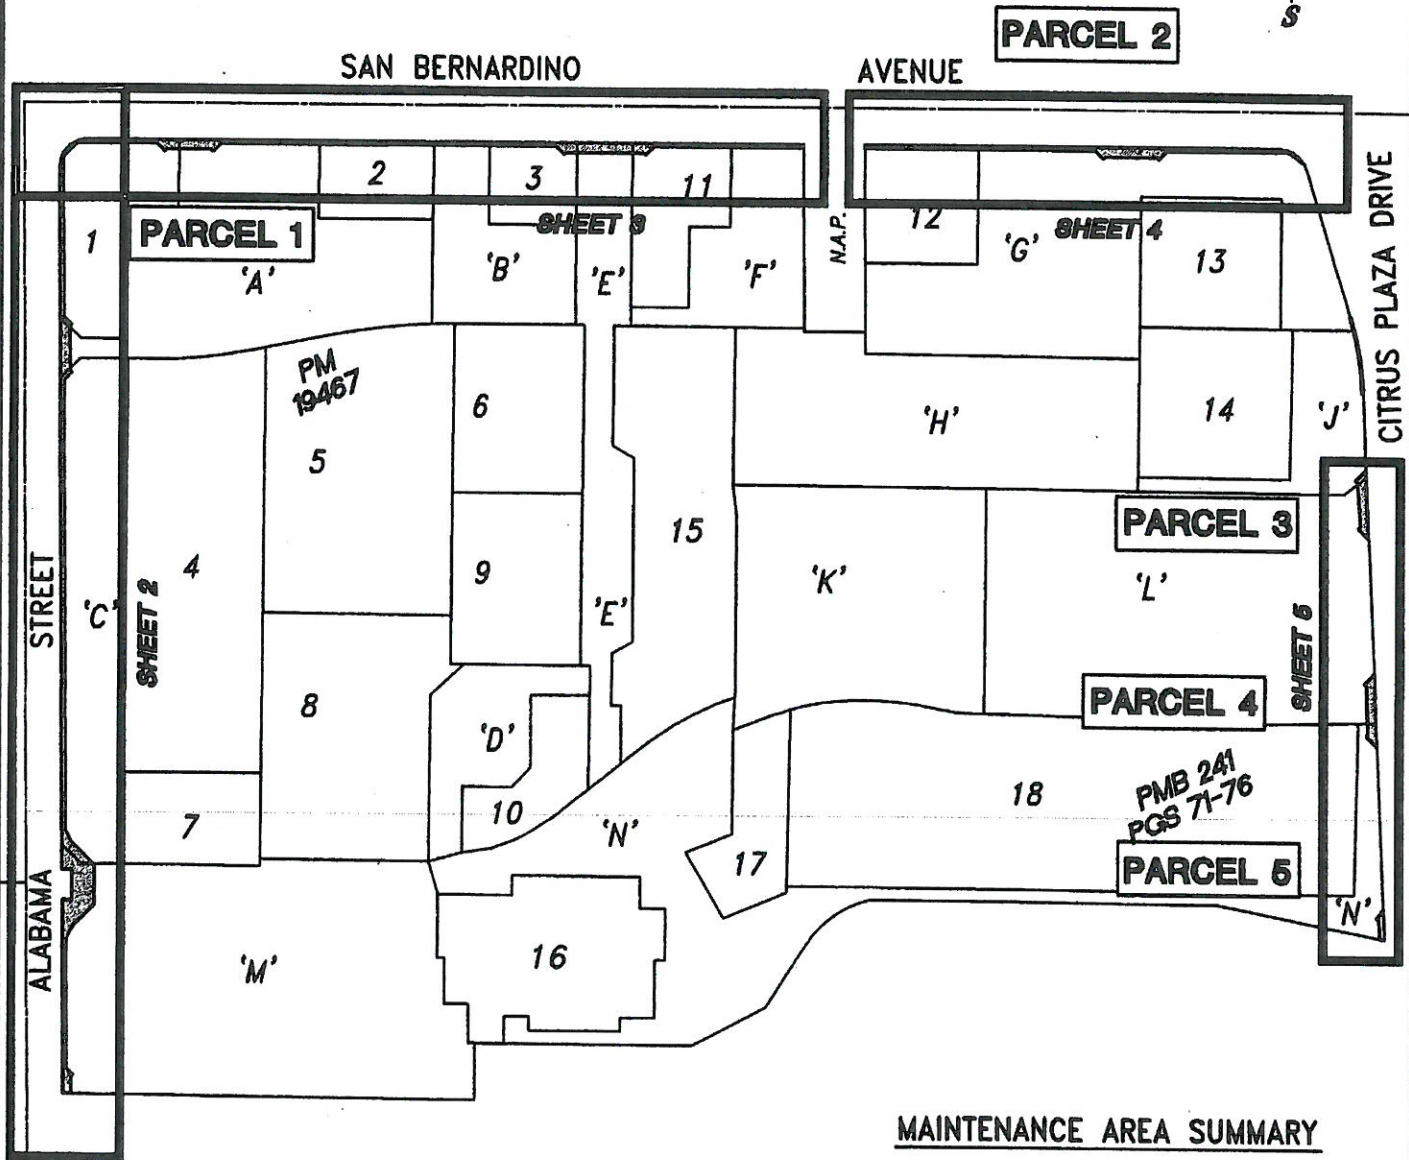 S
PARCEL 2
SAN BERNARDINO
AVENUE
2
3
11
12
1
PARCEL 1
'A'
'B'
SHEET 3
'E'
'F'
N.A.P.
'G'
SHEET 4
13
CITRUS PLAZA DRIVE
PM
19467
5
6
'H'
14
'J'
STREET
'C'
SHEET 2
4
9
'E'
15
'K'
PARCEL 3
'L'
SHEET 5
8
'D'
PARCEL 4
7
10
'N'
17
18
PMB 241
PGS 71-76
PARCEL 5
'N'
ALABAMA
'M'
16
MAINTENANCE AREA SUMMARY